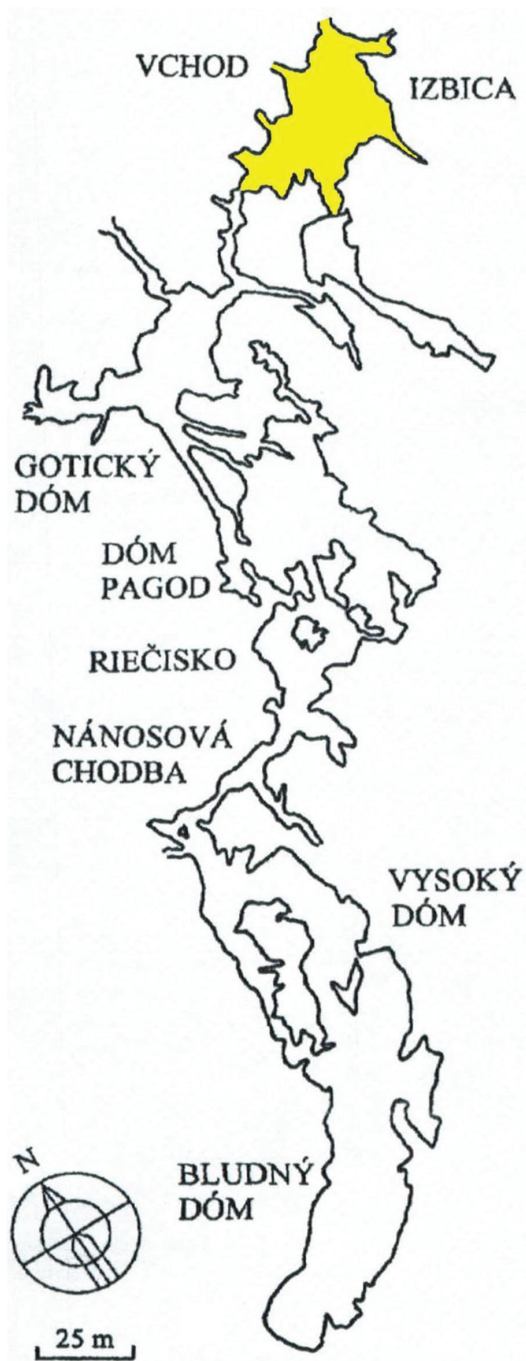 VCHOD
IZBICA
GOTICKÝ
DÓM
DÓM
PAGOD
RIEČISKO
NÁNOSOVÁ
CHODBA
VYSOKÝ
DÓM
BLUDNÝ
DÓM
N
25 m